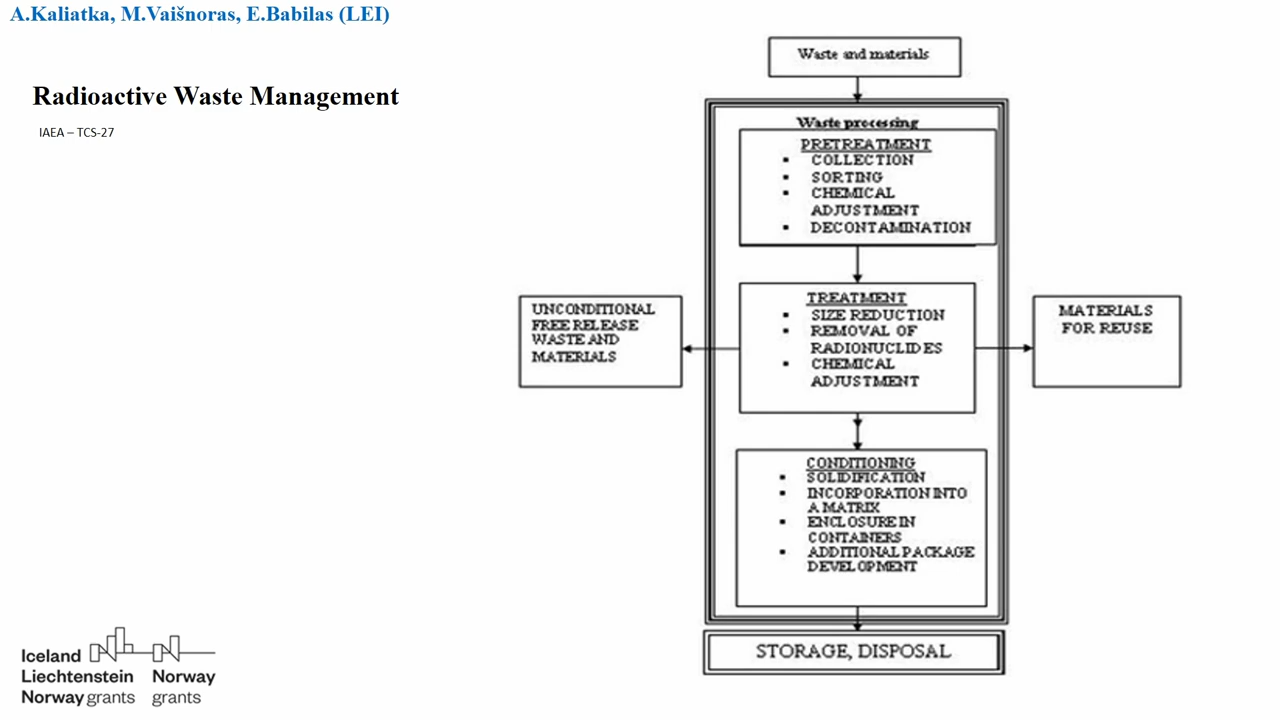 A.Kaliatka, M.Vaišnoras, E.Babilas (LEI)
Radioactive Waste Management
IAEA – TCS-27
Waste and materials
Waste processing
PRETREATMENT
▪ COLLECTION
▪ SORTING
▪ CHEMICAL
ADJUSTMENT
▪ DECONTAMINATION
UNCONDITIONAL
FREE RELEASE
WASTE AND
MATERIALS
TREATMENT
▪ SIZE REDUCTION
▪ REMOVAL OF
RADIONUCLIDES
▪ CHEMICAL
ADJUSTMENT
MATERIALS
FOR REUSE
CONDITIONING
▪ SOLIDIFICATION
▪ INCORPORATION INTO
A MATRIX
▪ ENCLOSURE IN
CONTAINERS
▪ ADDITIONAL PACKAGE
DEVELOPMENT
STORAGE, DISPOSAL
Iceland
Liechtenstein
Norway grants
Norway
grants